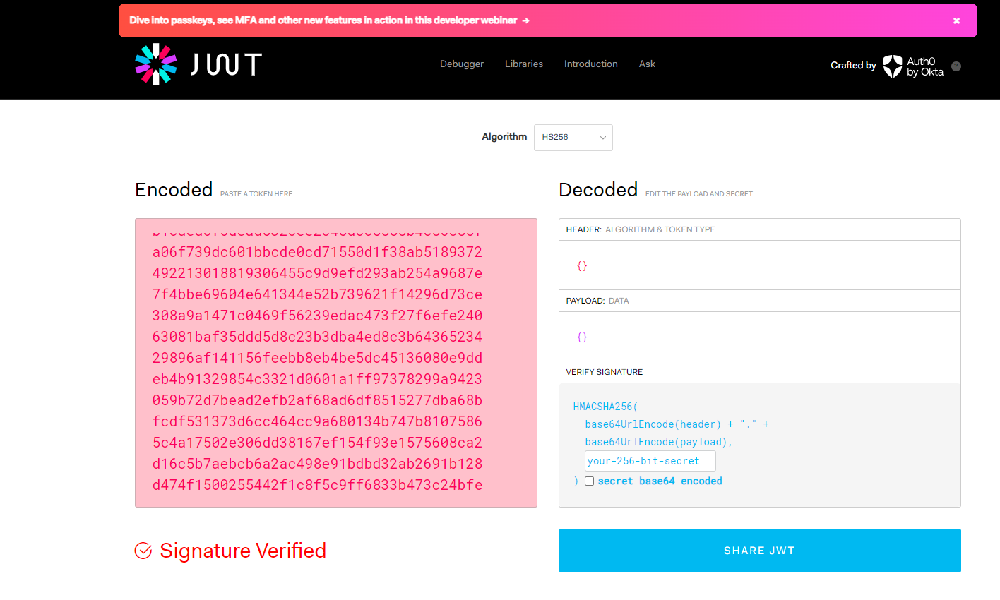 Dive into passkeys, see MFA and other new features in action in this developer webinar →
JWT
Debugger
Libraries
Introduction
Ask
Crafted by
Auth0
by Okta
?
Algorithm
HS256
Encoded PASTE A TOKEN HERE
a06f739dc601bbcde0cd71550d1f38ab5189372
492213018819306455c9d9efd293ab254a9687e
7f4bbe69604e641344e52b739621f14296d73ce
308a9a1471c0469f56239edac473f27f6efe240
63081baf35ddd5d8c23b3dba4ed8c3b64365234
29896af141156feebb8eb4be5dc45136080e9dd
eb4b91329854c3321d0601a1ff97378299a9423
059b72d7bead2efb2af68ad6df8515277dba68b
fcdf531373d6cc464cc9a680134b747b8107586
5c4a17502e306dd38167ef154f93e1575608ca2
d16c5b7aebcb6a2ac498e91bdbd32ab2691b128
d474f1500255442f1c8f5c9ff6833b473c24bfe
Signature Verified
Decoded EDIT THE PAYLOAD AND SECRET
HEADER: ALGORITHM & TOKEN TYPE
{}
PAYLOAD: DATA
{}
VERIFY SIGNATURE
HMACSHA256(
base64UrlEncode(header) + "." +
base64UrlEncode(payload),
your-256-bit-secret
) secret base64 encoded
SHARE JWT